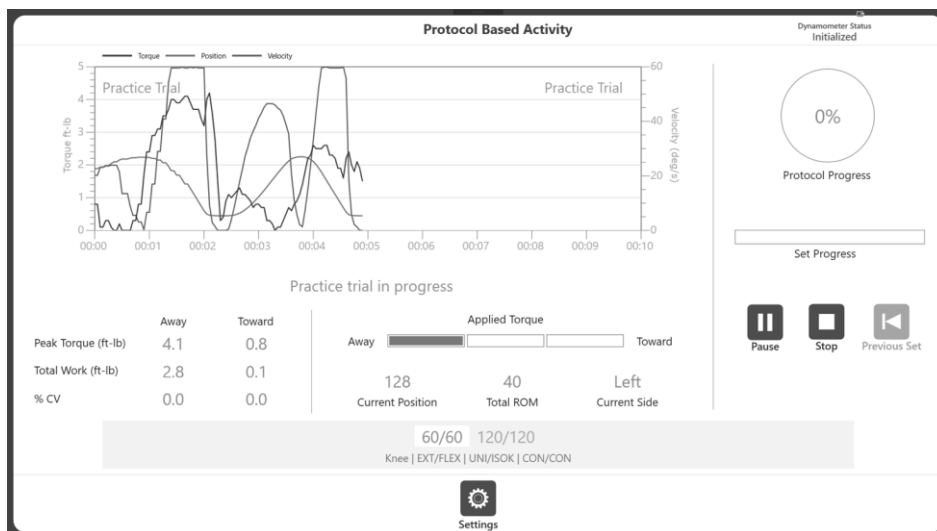 Protocol Based Activity
Dynamometer Status
Initialized
Torque Position Velocity
Practice Trial Practice Trial
Torque ft-lb
5
4
3
2
1
0
Velocity (deg/s)
60
40
20
0
00:00 00:01 00:02 00:03 00:04 00:05 00:06 00:07 00:08 00:09 00:10
0%
Protocol Progress
Set Progress
Practice trial in progress
Away Toward
Peak Torque (ft-lb) 4.1 0.8
Total Work (ft-lb) 2.8 0.1
% CV 0.0 0.0
Applied Torque
Away Toward
128 40 Left
Current Position Total ROM Current Side
Pause Stop Previous Set
60/60 120/120
Knee | EXT/FLEX | UNI/ISOK | CON/CON
Settings